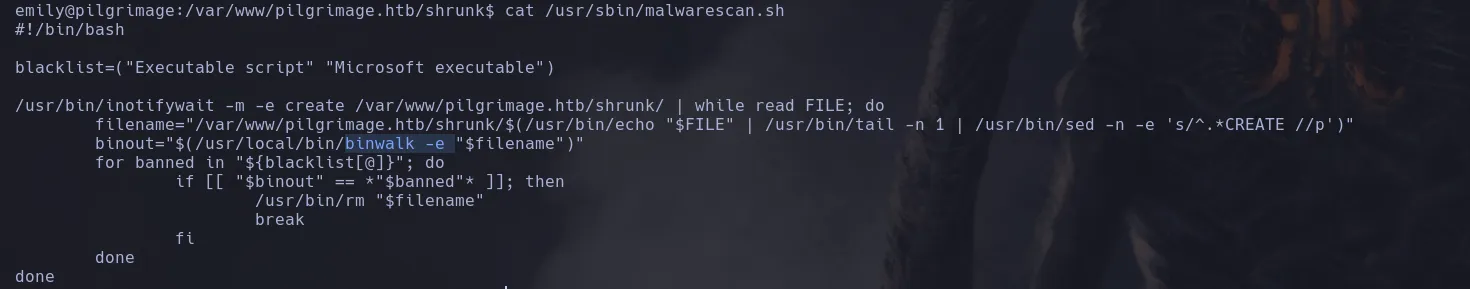 emily@pilgrimage:/var/www/pilgrimage.htb/shrunk$ cat /usr/sbin/malwarescan.sh
#!/bin/bash
blacklist=("Executable script" "Microsoft executable")
/usr/bin/inotifywait -m -e create /var/www/pilgrimage.htb/shrunk/ | while read FILE; do
        filename="/var/www/pilgrimage.htb/shrunk/$(/usr/bin/echo "$FILE" | /usr/bin/tail -n 1 | /usr/bin/sed -n -e 's/^.*CREATE //p')"
        binout="$(/usr/local/bin/binwalk -e "$filename")"
        for banned in "${blacklist[@]}"; do
                if [[ "$binout" == *"$banned"* ]]; then
                        /usr/bin/rm "$filename"
                        break
                fi
        done
done